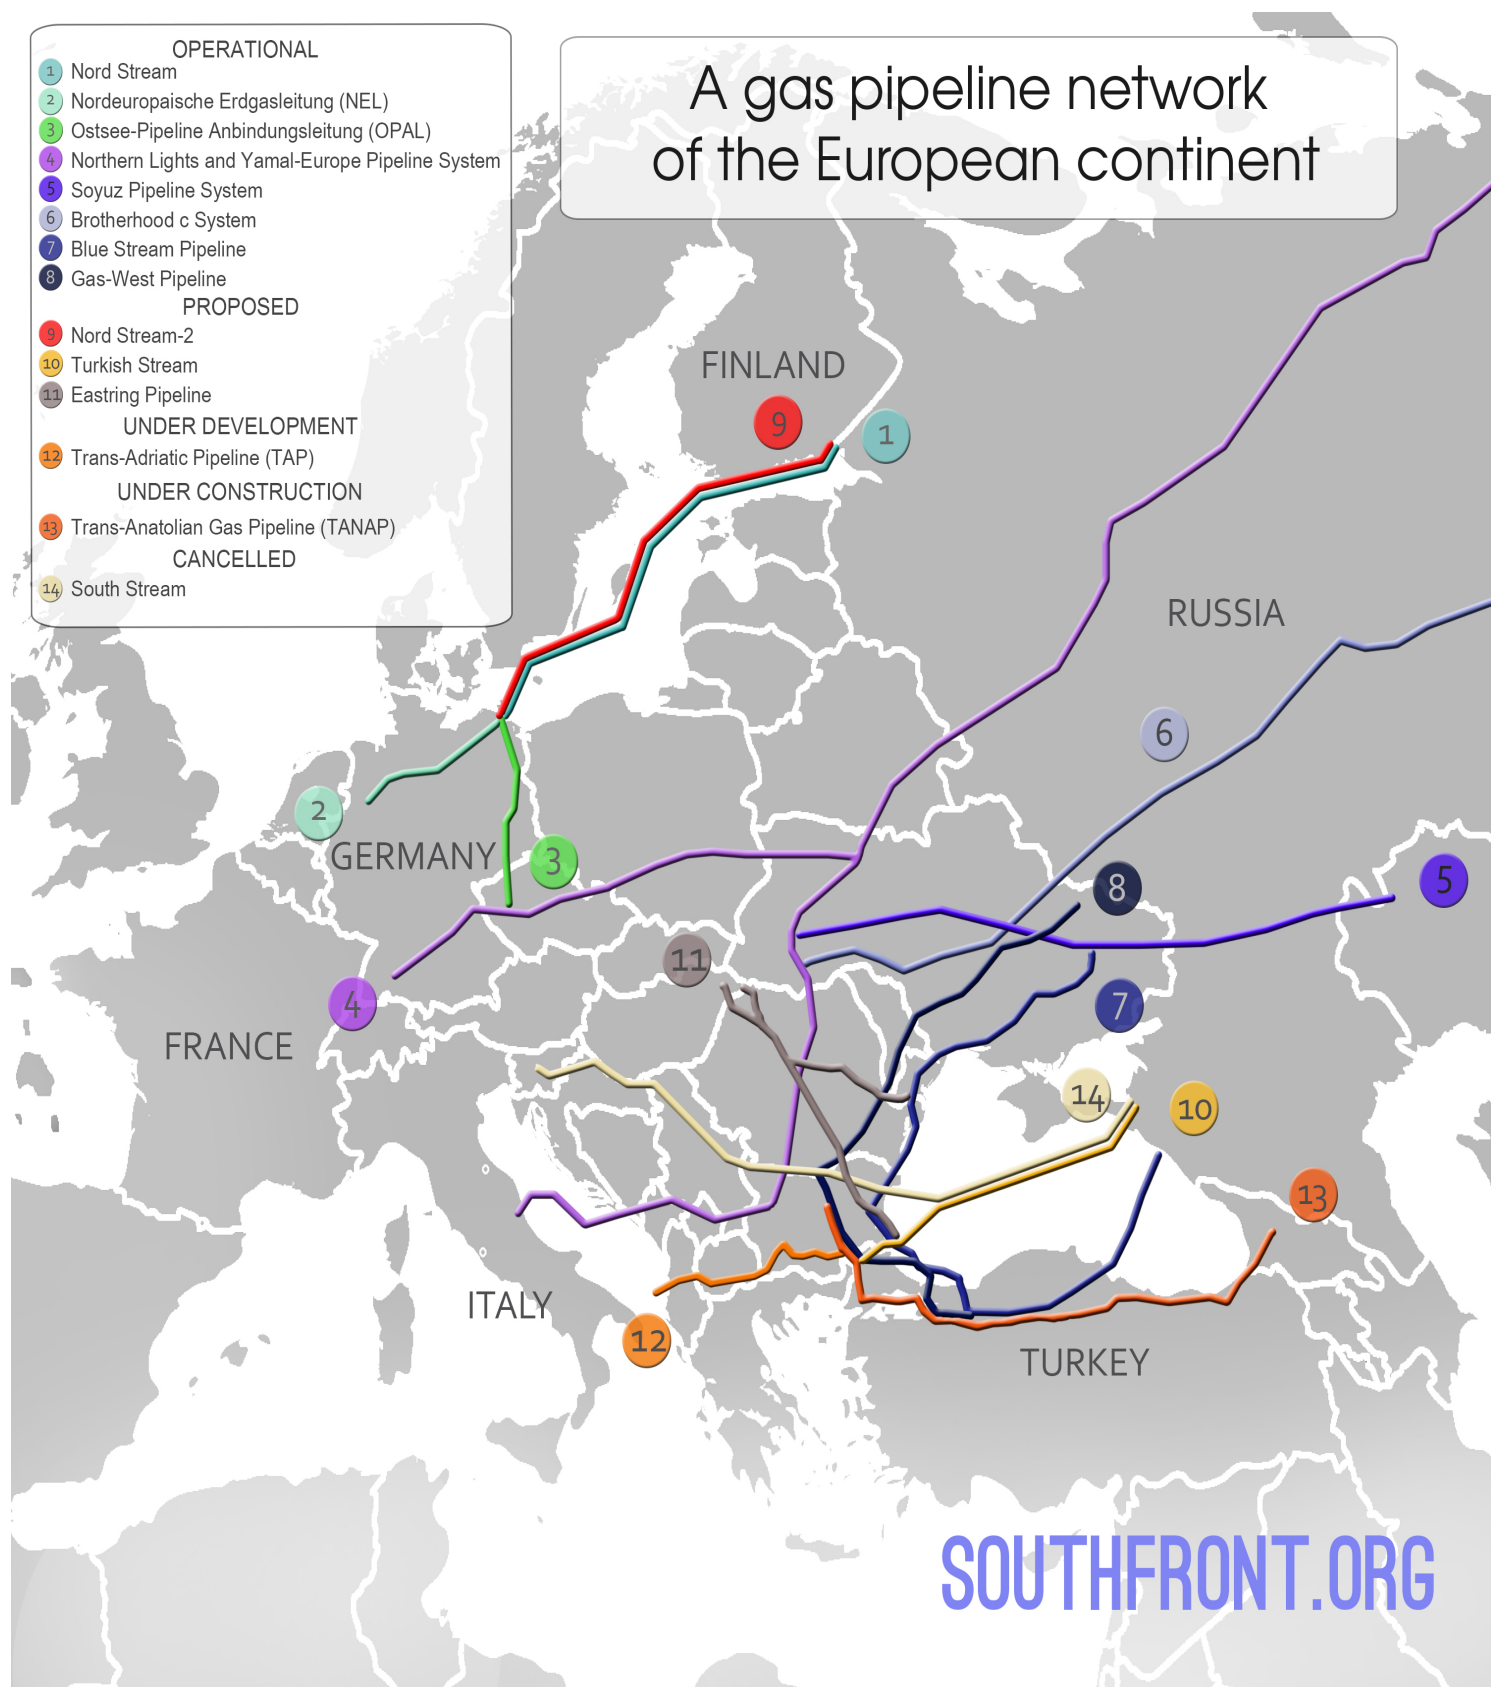 OPERATIONAL
1 Nord Stream
2 Nordeuropaische Erdgasleitung (NEL)
3 Ostsee-Pipeline Anbindungsleitung (OPAL)
4 Northern Lights and Yamal-Europe Pipeline System
5 Soyuz Pipeline System
6 Brotherhood c System
7 Blue Stream Pipeline
8 Gas-West Pipeline
PROPOSED
9 Nord Stream-2
10 Turkish Stream
11 Eastring Pipeline
UNDER DEVELOPMENT
12 Trans-Adriatic Pipeline (TAP)
UNDER CONSTRUCTION
13 Trans-Anatolian Gas Pipeline (TANAP)
CANCELLED
14 South Stream
A gas pipeline network
of the European continent
FINLAND
9
1
RUSSIA
6
2
GERMANY
3
8
5
11
4
7
FRANCE
14
10
13
ITALY
12
TURKEY
SOUTHFRONT.ORG